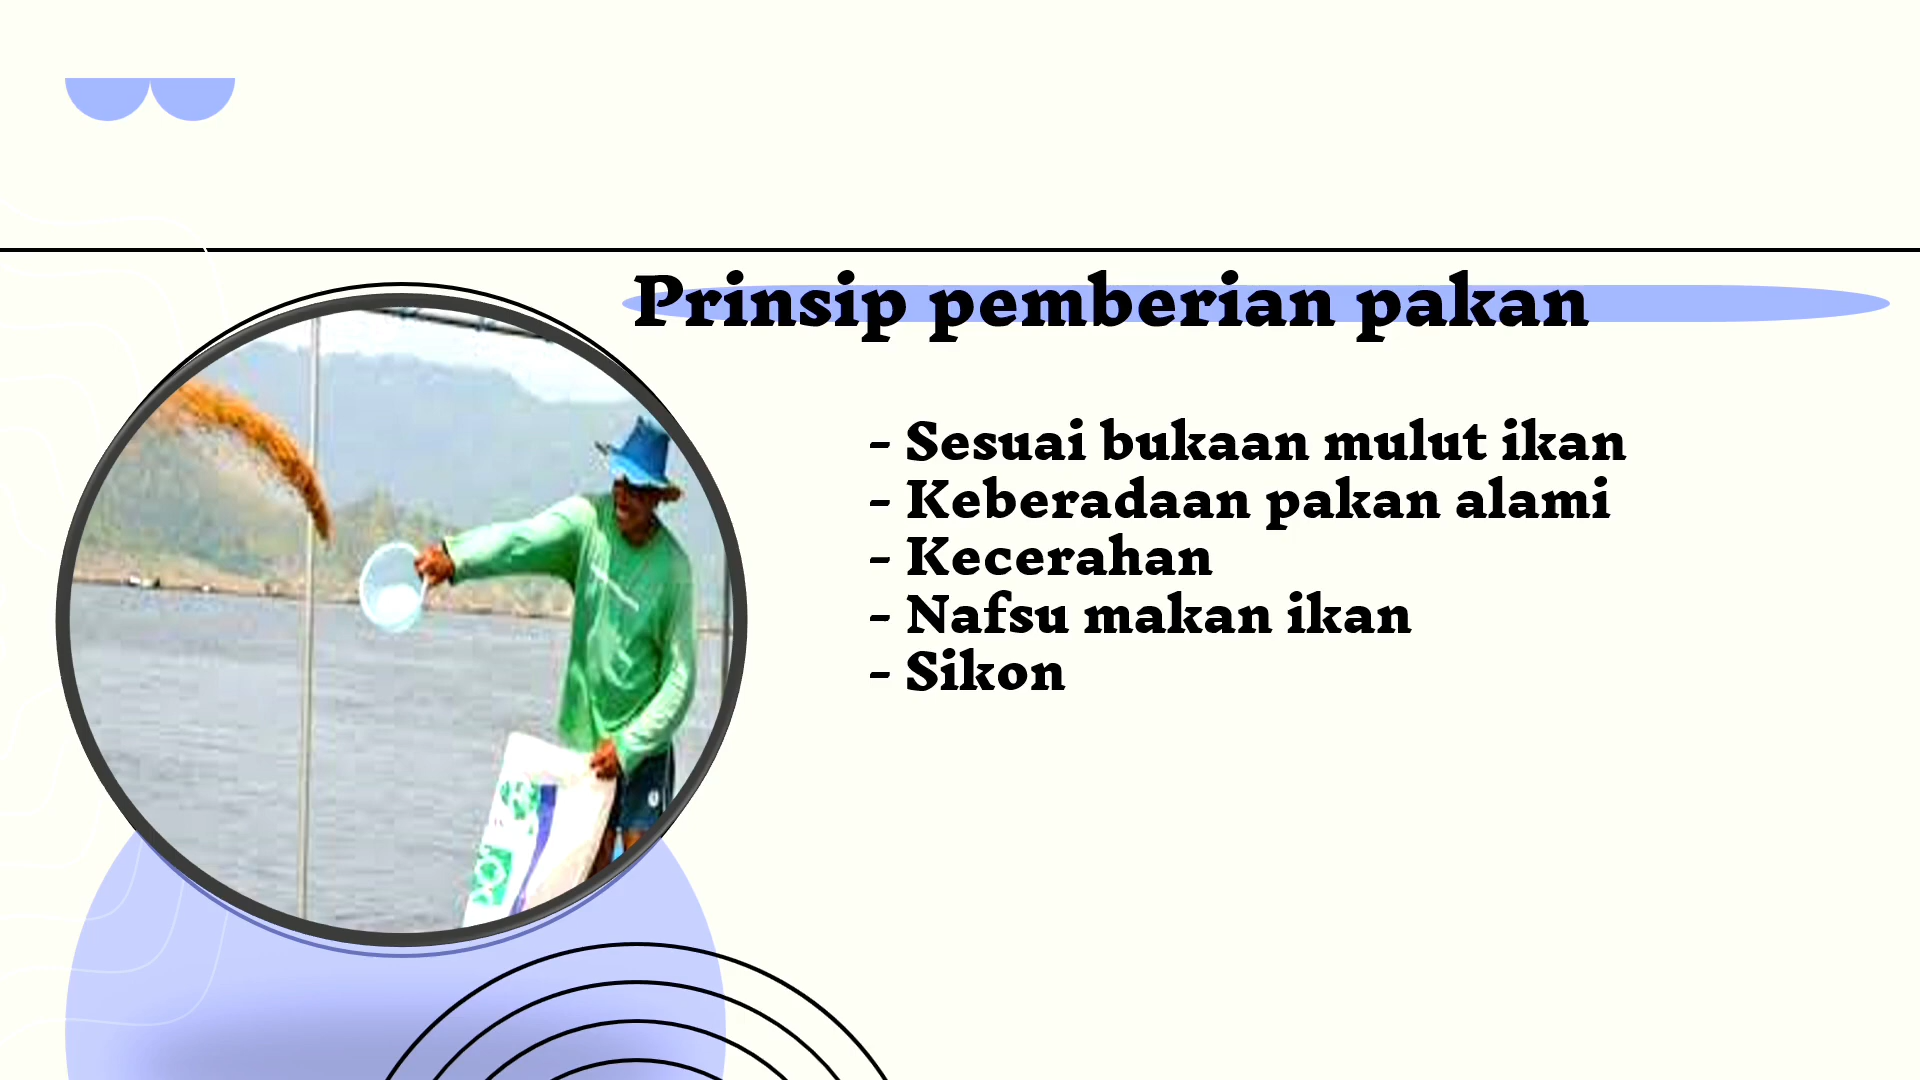 Prinsip pemberian pakan
- Sesuai bukaan mulut ikan
- Keberadaan pakan alami
- Kecerahan
- Nafsu makan ikan
- Sikon